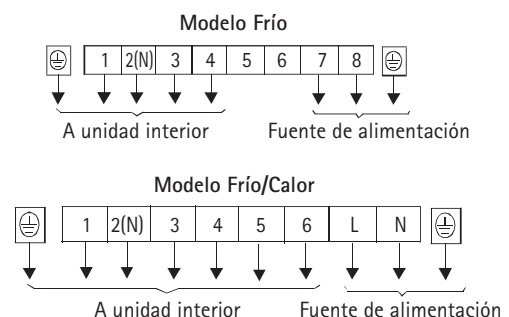 Modelo Frío
1 2(N) 3 4 5 6 7 8
A unidad interior Fuente de alimentación
Modelo Frío/Calor
1 2(N) 3 4 5 6 L N
A unidad interior Fuente de alimentación